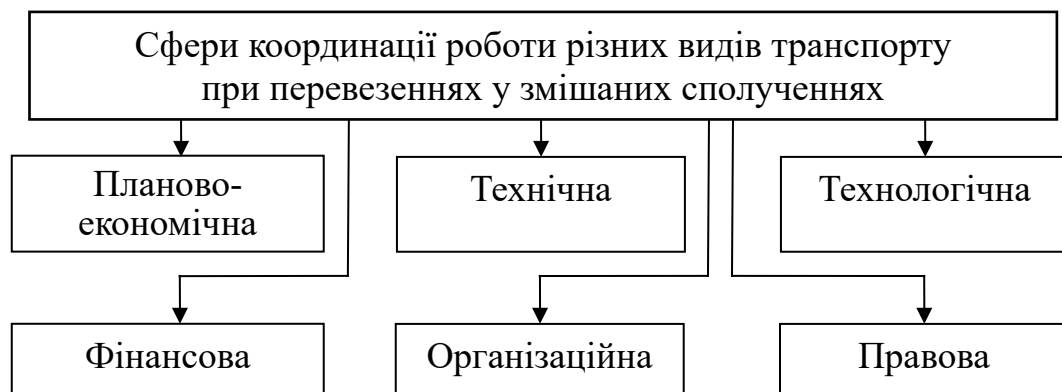 Сфери координації роботи різних видів транспорту
при перевезеннях у змішаних сполученнях
Планово-
економічна
Технічна
Технологічна
Фінансова
Організаційна
Правова